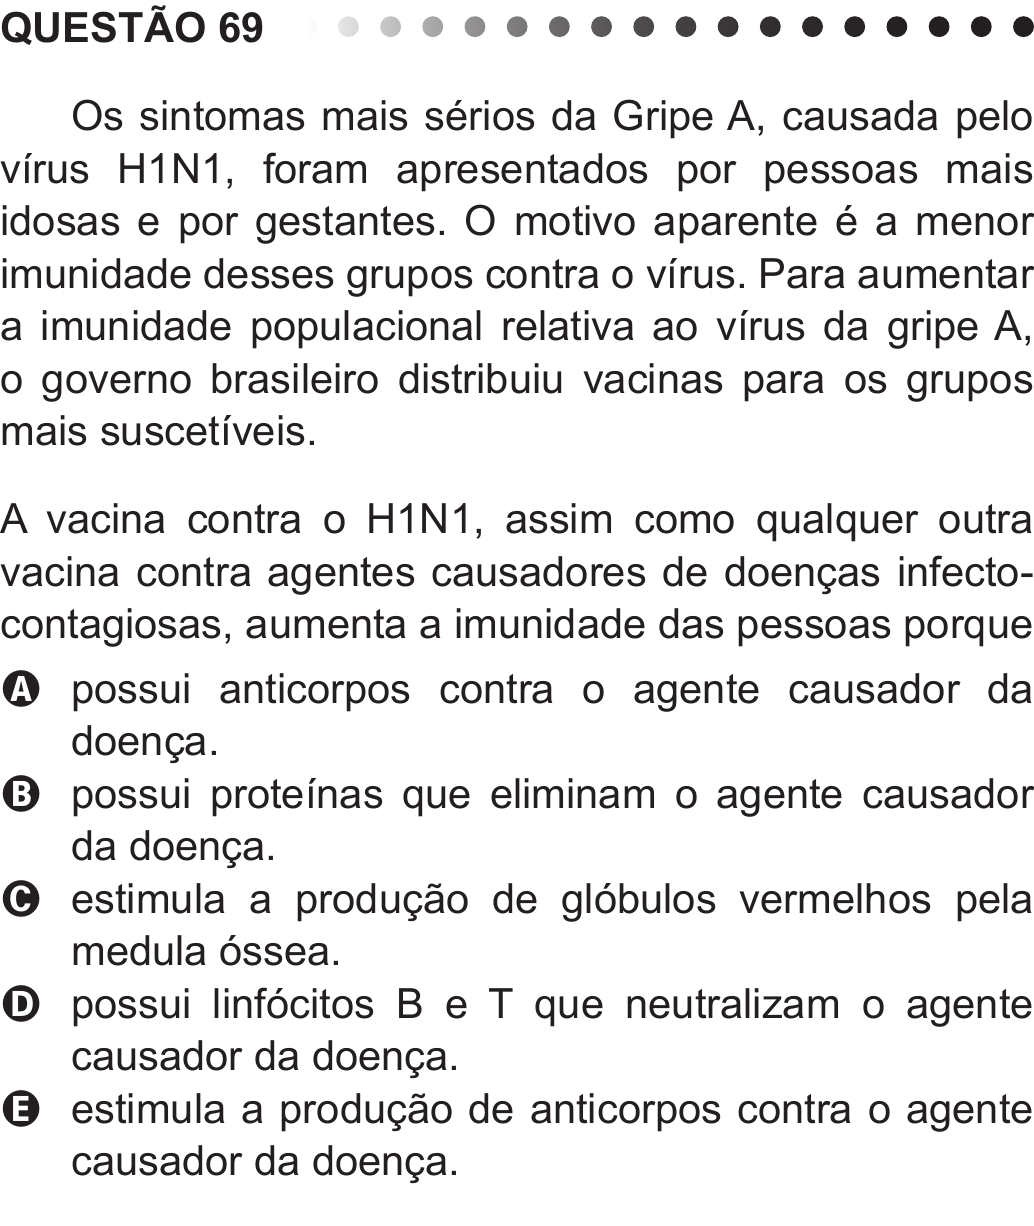 QUESTÃO 69
Os sintomas mais sérios da Gripe A, causada pelo
vírus H1N1, foram apresentados por pessoas mais
idosas e por gestantes. O motivo aparente é a menor
imunidade desses grupos contra o vírus. Para aumentar
a imunidade populacional relativa ao vírus da gripe A,
o governo brasileiro distribuiu vacinas para os grupos
mais suscetíveis.
A vacina contra o H1N1, assim como qualquer outra
vacina contra agentes causadores de doenças infecto-
contagiosas, aumenta a imunidade das pessoas porque
A possui anticorpos contra o agente causador da
doença.
B possui proteínas que eliminam o agente causador
da doença.
C estimula a produção de glóbulos vermelhos pela
medula óssea.
D possui linfócitos B e T que neutralizam o agente
causador da doença.
E estimula a produção de anticorpos contra o agente
causador da doença.